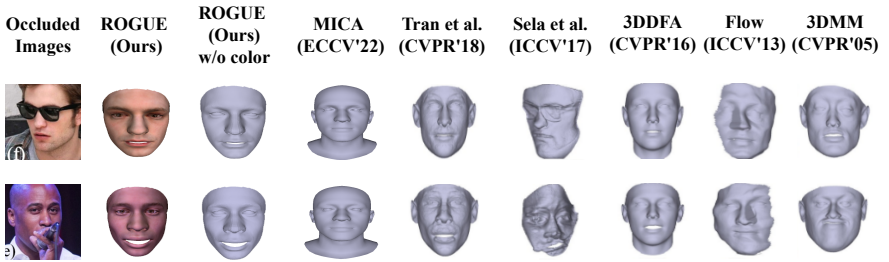 Occluded Images
ROGUE (Ours)
ROGUE (Ours) w/o color
MICA (ECCV'22)
Tran et al. (CVPR'18)
Sela et al. (ICCV'17)
3DDFA (CVPR'16)
Flow (ICCV'13)
3DMM (CVPR'05)
(f)
e)